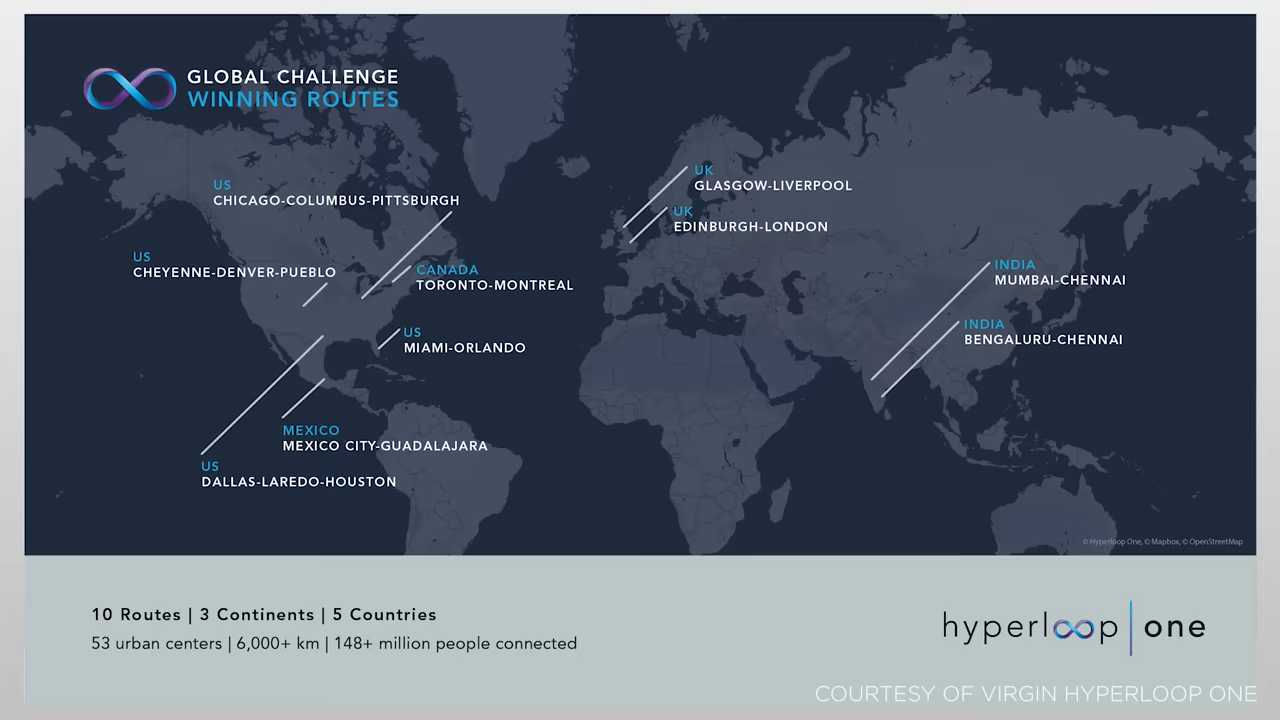 GLOBAL CHALLENGE
WINNING ROUTES
US
CHICAGO-COLUMBUS-PITTSBURGH
US
CHEYENNE-DENVER-PUEBLO
CANADA
TORONTO-MONTREAL
US
MIAMI-ORLANDO
MEXICO
MEXICO CITY-GUADALAJARA
US
DALLAS-LAREDO-HOUSTON
UK
GLASGOW-LIVERPOOL
UK
EDINBURGH-LONDON
INDIA
MUMBAI-CHENNAI
INDIA
BENGALURU-CHENNAI
© Hyperloop One, © Mapbox, © OpenStreetMap
10 Routes | 3 Continents | 5 Countries
53 urban centers | 6,000+ km | 148+ million people connected
hyperloop | one
COURTESY OF VIRGIN HYPERLOOP ONE